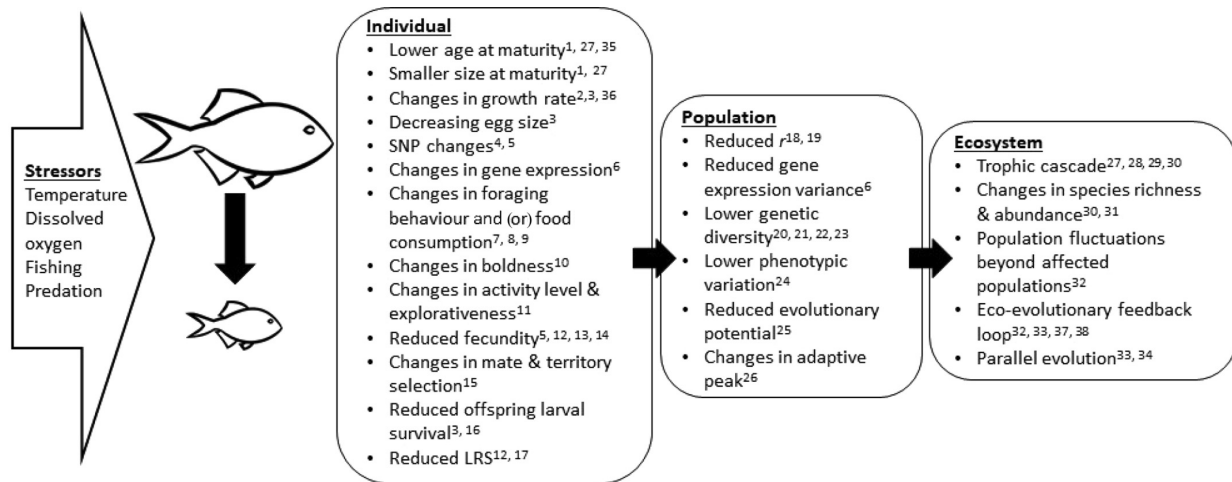 Stressors
Temperature
Dissolved
oxygen
Fishing
Predation
Individual
• Lower age at maturity1, 27, 35
• Smaller size at maturity1, 27
• Changes in growth rate2,3, 36
• Decreasing egg size3
• SNP changes4, 5
• Changes in gene expression6
• Changes in foraging
behaviour and (or) food
consumption7, 8, 9
• Changes in boldness10
• Changes in activity level &
explorativeness11
• Reduced fecundity5, 12, 13, 14
• Changes in mate & territory
selection15
• Reduced offspring larval
survival3, 16
• Reduced LRS12, 17
Population
• Reduced r18, 19
• Reduced gene
expression variance6
• Lower genetic
diversity20, 21, 22, 23
• Lower phenotypic
variation24
• Reduced evolutionary
potential25
• Changes in adaptive
peak26
Ecosystem
• Trophic cascade27, 28, 29, 30
• Changes in species richness
& abundance30, 31
• Population fluctuations
beyond affected
populations32
• Eco-evolutionary feedback
loop32, 33, 37, 38
• Parallel evolution33, 34